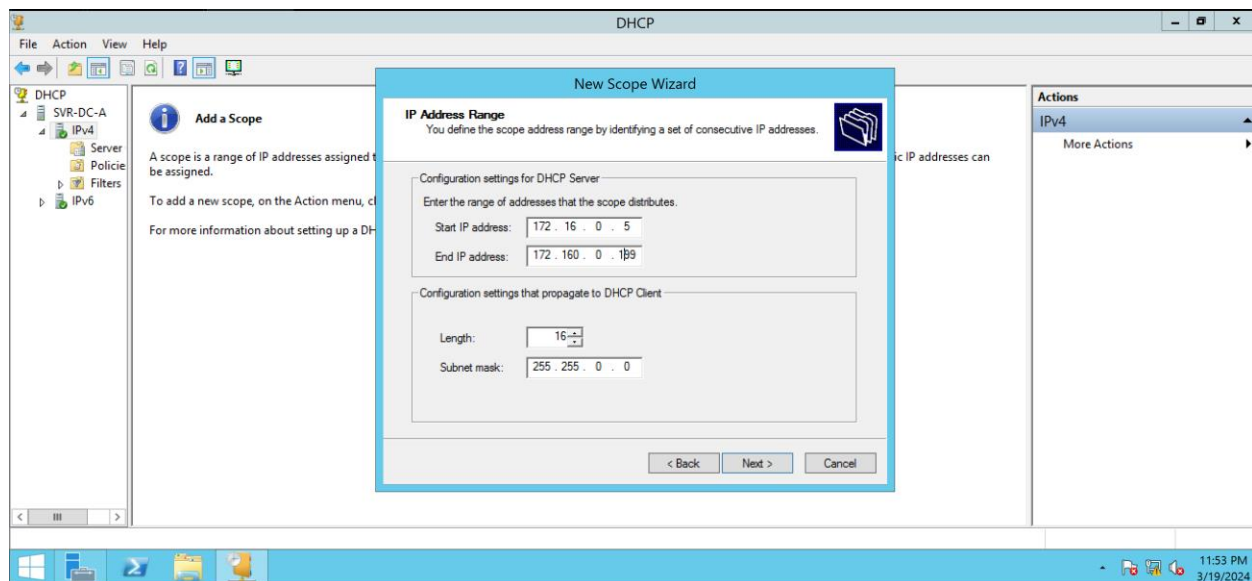 DHCP
File Action View Help
DHCP
SVR-DC-A
IPv4
Server
Policie
Filters
IPv6
Add a Scope
A scope is a range of IP addresses assigned t
ic IP addresses can
be assigned.
To add a new scope, on the Action menu, cl
For more information about setting up a DH
New Scope Wizard
IP Address Range
You define the scope address range by identifying a set of consecutive IP addresses.
Configuration settings for DHCP Server
Enter the range of addresses that the scope distributes.
Start IP address: 172 . 16 . 0 . 5
End IP address: 172 . 160 . 0 . 199
Configuration settings that propagate to DHCP Client
Length: 16
Subnet mask: 255 . 255 . 0 . 0
< Back Next > Cancel
Actions
IPv4
More Actions
11:53 PM
3/19/2024